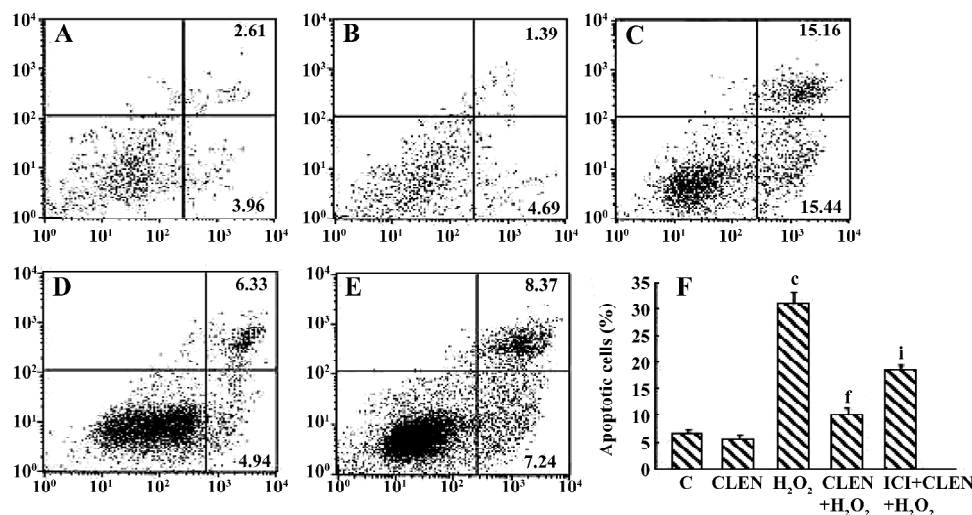 A
2.61
10⁴
10³
10²
10¹
10⁰
3.96
10⁰ 10¹ 10² 10³ 10⁴
B
1.39
10⁴
10³
10²
10¹
10⁰
4.69
10⁰ 10¹ 10² 10³ 10⁴
C
15.16
10⁴
10³
10²
10¹
10⁰
15.44
10⁰ 10¹ 10² 10³ 10⁴
D
6.33
10⁴
10³
10²
10¹
10⁰
4.94
10⁰ 10¹ 10² 10³ 10⁴
E
8.37
10⁴
10³
10²
10¹
10⁰
7.24
10⁰ 10¹ 10² 10³ 10⁴
F
Apoptotic cells (%)
35
30
25
20
15
10
5
0
c
f
i
C CLEN H₂O₂ CLEN ICI+CLEN
+H₂O₂ +H₂O₂